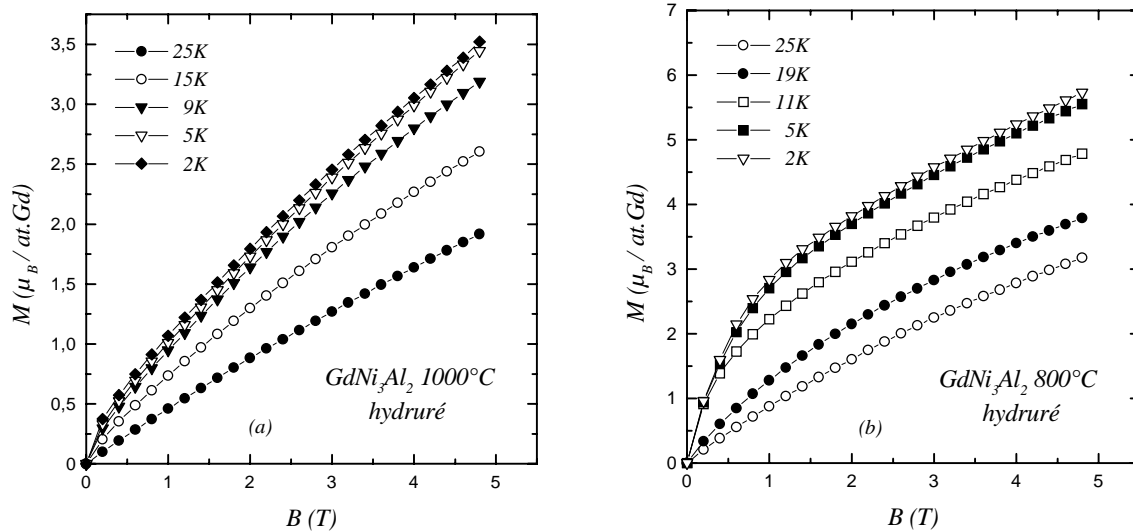 3,5
3,0
2,5
2,0
1,5
1,0
0,5
0
0 1 2 3 4 5
M (μB / at.Gd)
B (T)
25K
15K
9K
5K
2K
GdNi3Al2 1000°C
hydruré
(a)
7
6
5
4
3
2
1
0
0 1 2 3 4 5
M (μB / at.Gd)
B (T)
25K
19K
11K
5K
2K
GdNi3Al2 800°C
hydruré
(b)